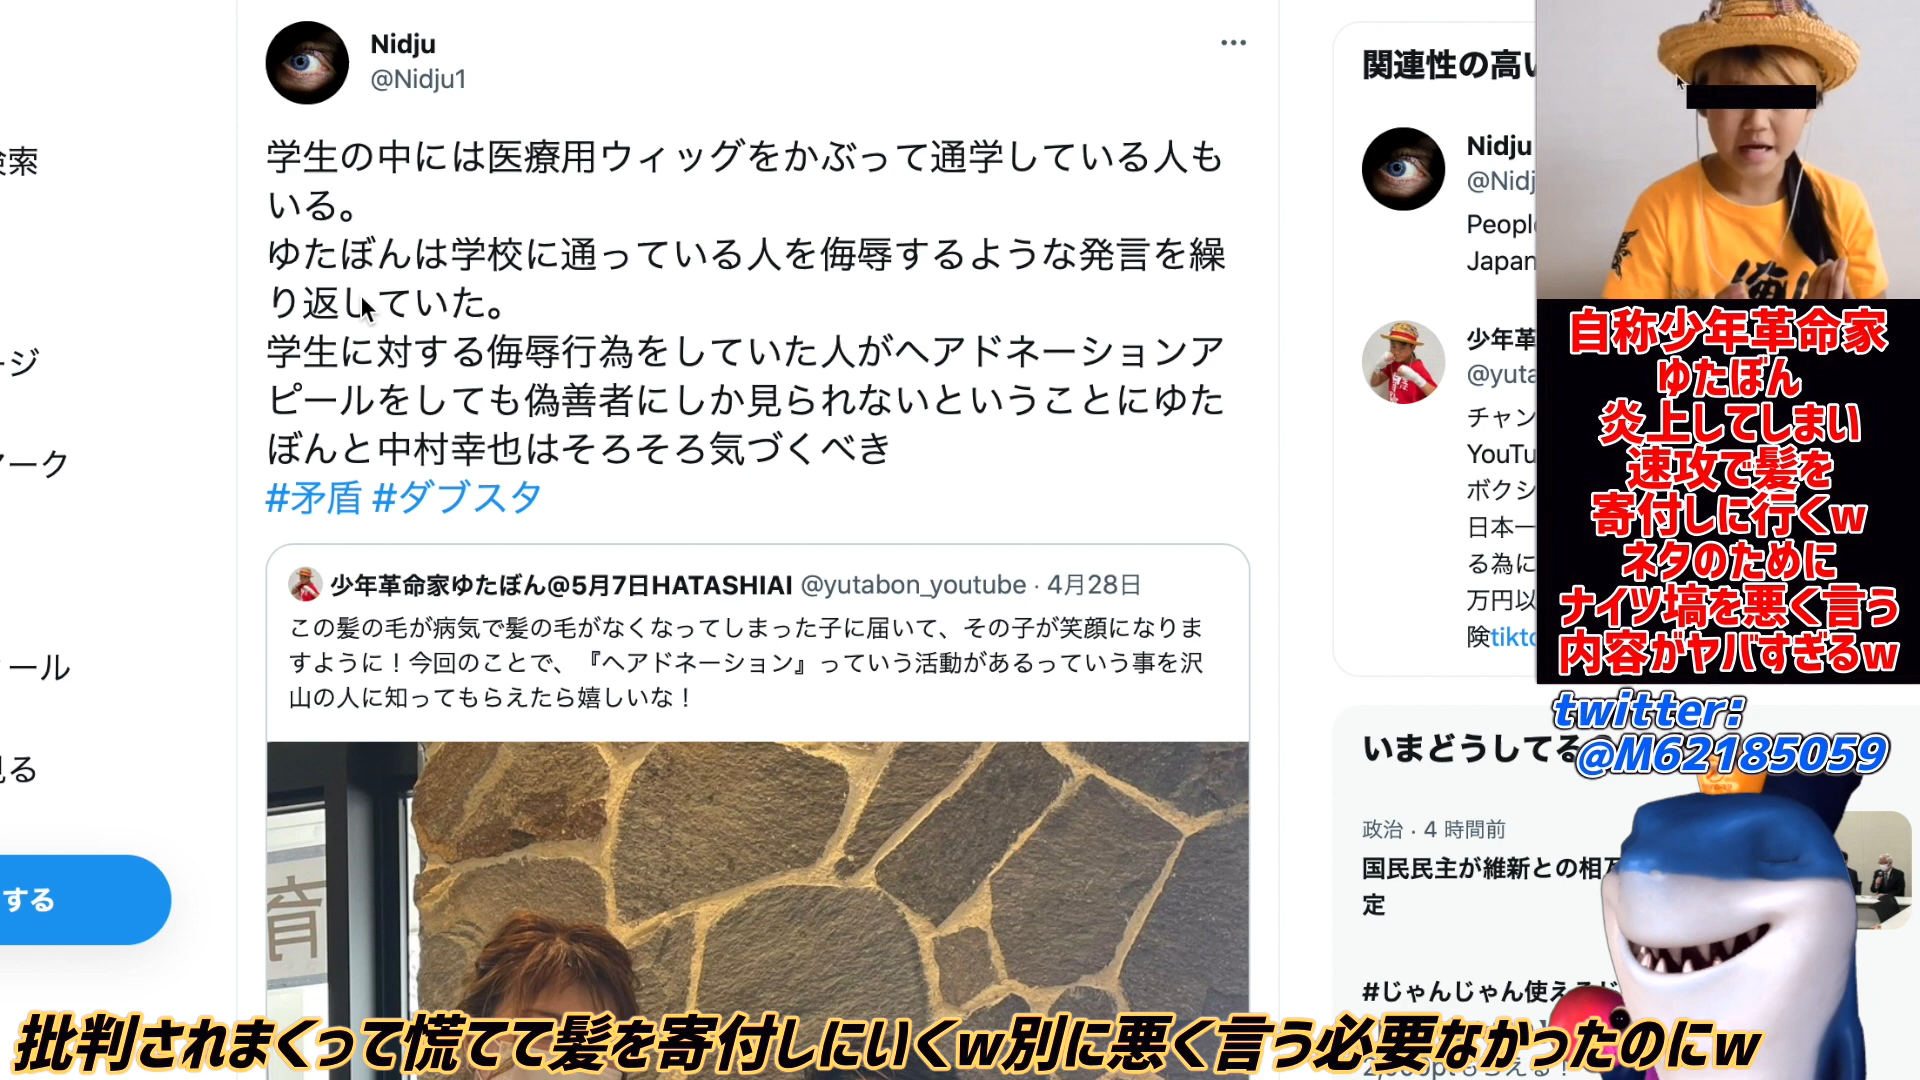 Nidju
@Nidju1
学生の中には医療用ウィッグをかぶって通学している人も
いる。
ゆたぼんは学校に通っている人を侮辱するような発言を繰
り返していた。
学生に対する侮辱行為をしていた人がヘアドネーションア
ピールをしても偽善者にしか見られないということにゆた
ぼんと中村幸也はそろそろ気づくべき
#矛盾 #ダブスタ
少年革命家ゆたぼん@5月7日HATASHIAI @yutabon_youtube · 4月28日
この髪の毛が病気で髪の毛がなくなってしまった子に届いて、その子が笑顔になりま
すように！今回のことで、『ヘアドネーション』っていう活動があるっていう事を沢
山の人に知ってもらえたら嬉しいな！
育
検索
ージ
マーク
ィール
見る
する
関連性の高い
Nidju
@Nidj
Peopl
Japan
少年革
@yuta
チャン
YouTu
ボクシ
日本一
る為に
万円以
険tikto
いまどうしてる
政治 · 4 時間前
国民民主が維新との相互
定
#じゃんじゃん使える
俺
自称少年革命家
ゆたぼん
炎上してしまい
速攻で髪を
寄付しに行くw
ネタのために
ナイツ塙を悪く言う
内容がヤバすぎるw
twitter:
@M62185059
批判されまくって慌てて髪を寄付しにいくw別に悪く言う必要なかったのにw